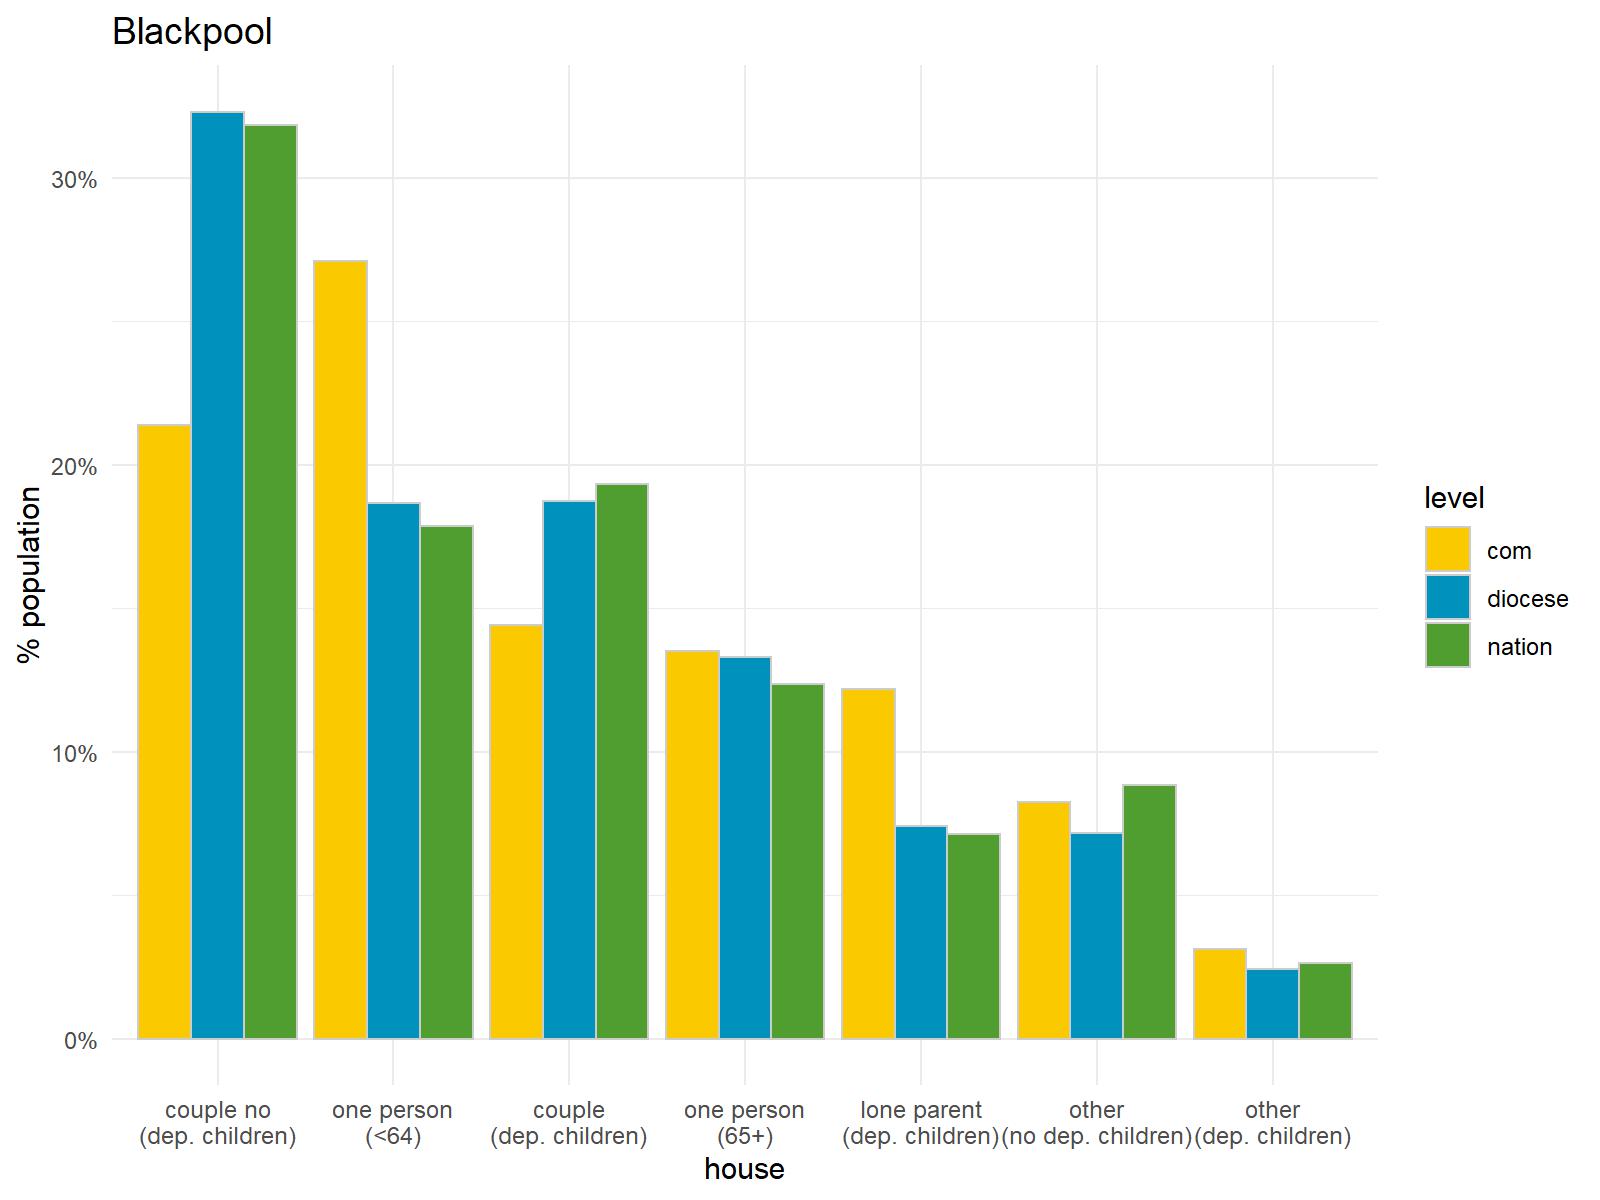 Blackpool
% population
30%
20%
10%
0%
couple no
(dep. children)
one person
(<64)
couple
(dep. children)
one person
(65+)
lone parent
(dep. children)
other
(no dep. children)
other
(dep. children)
house
level
com
diocese
nation